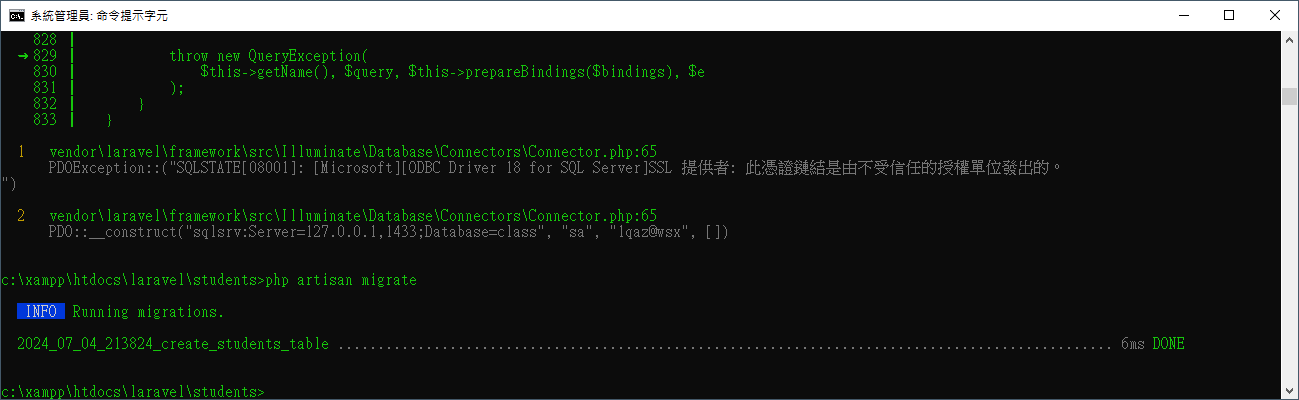 系統管理員: 命令提示字元
828 |
➜ 829 |            throw new QueryException(
830 |                $this->getName(), $query, $this->prepareBindings($bindings), $e
831 |            );
832 |        }
833 |    }
1   vendor\laravel\framework\src\Illuminate\Database\Connectors\Connector.php:65
PDOException::("SQLSTATE[08001]: [Microsoft][ODBC Driver 18 for SQL Server]SSL 提供者: 此憑證鏈結是由不受信任的授權單位發出的。
")
2   vendor\laravel\framework\src\Illuminate\Database\Connectors\Connector.php:65
PDO::__construct("sqlsrv:Server=127.0.0.1,1433;Database=class", "sa", "1qaz@wsx", [])
c:\xampp\htdocs\laravel\students>php artisan migrate
INFO  Running migrations.
2024_07_04_213824_create_students_table ................................................................................................. 6ms DONE
c:\xampp\htdocs\laravel\students>